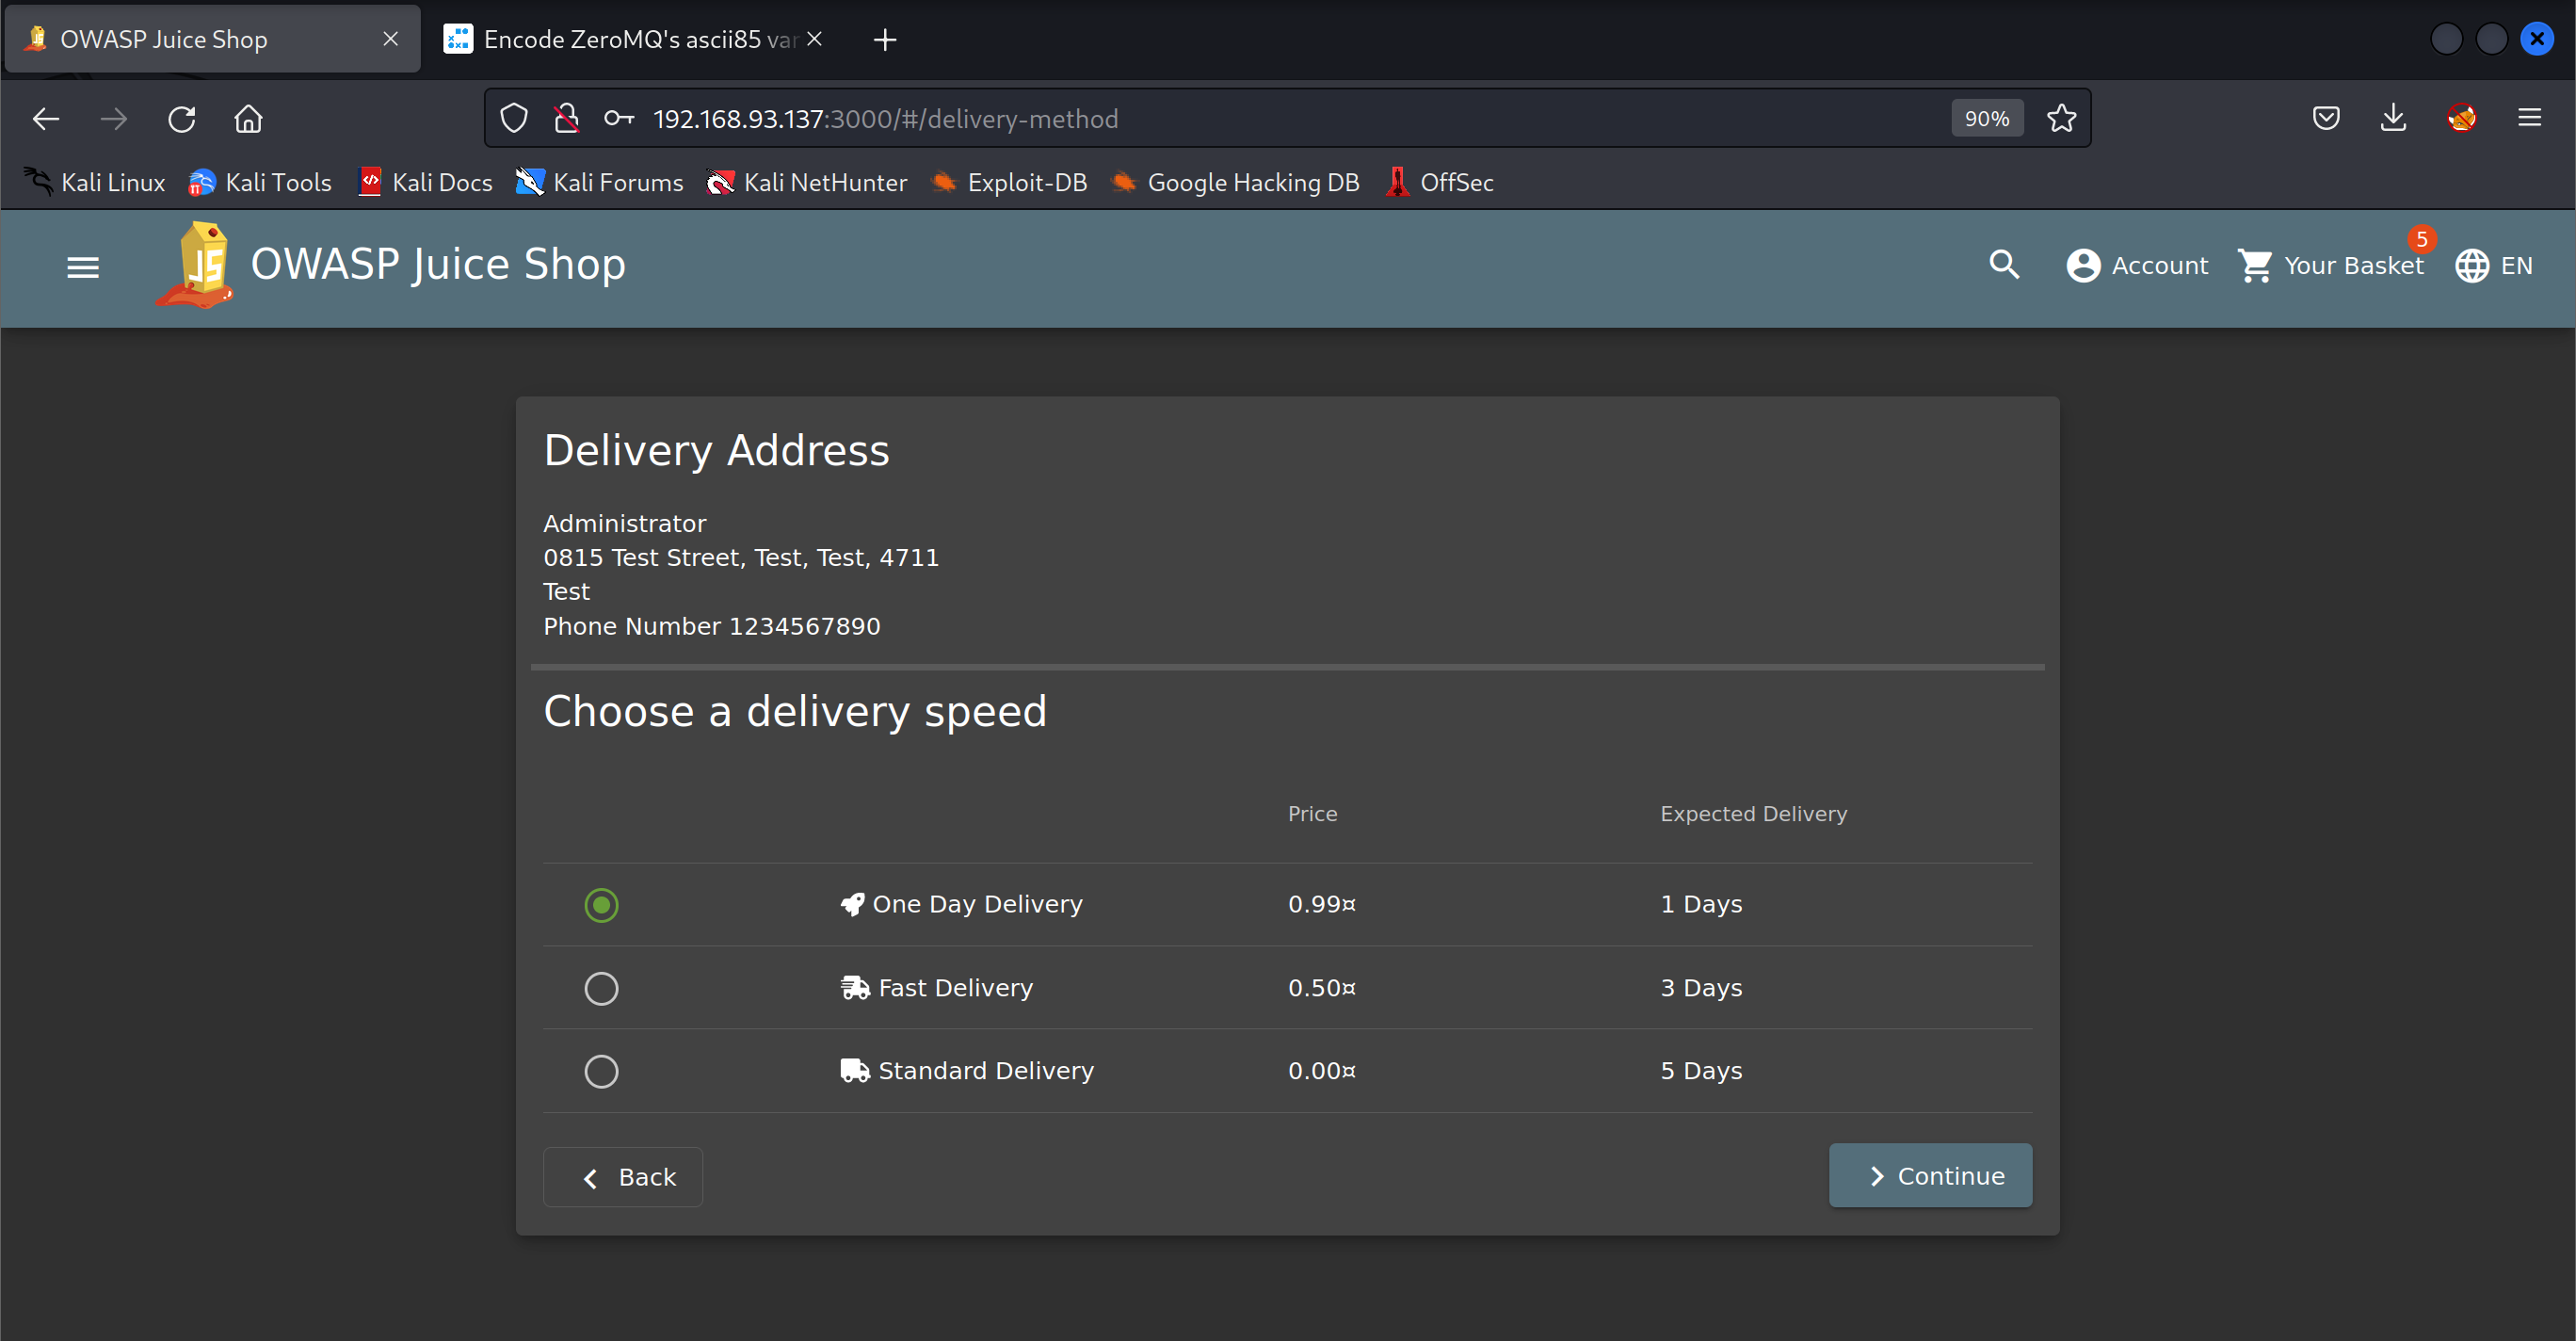 OWASP Juice Shop
Encode ZeroMQ's ascii85 var
192.168.93.137:3000/#/delivery-method
90%
Kali Linux Kali Tools Kali Docs Kali Forums Kali NetHunter Exploit-DB Google Hacking DB OffSec
JS
OWASP Juice Shop
Account
5
Your Basket
EN
Delivery Address
Administrator
0815 Test Street, Test, Test, 4711
Test
Phone Number 1234567890
Choose a delivery speed
Price Expected Delivery
One Day Delivery 0.99¤ 1 Days
Fast Delivery 0.50¤ 3 Days
Standard Delivery 0.00¤ 5 Days
Back
Continue